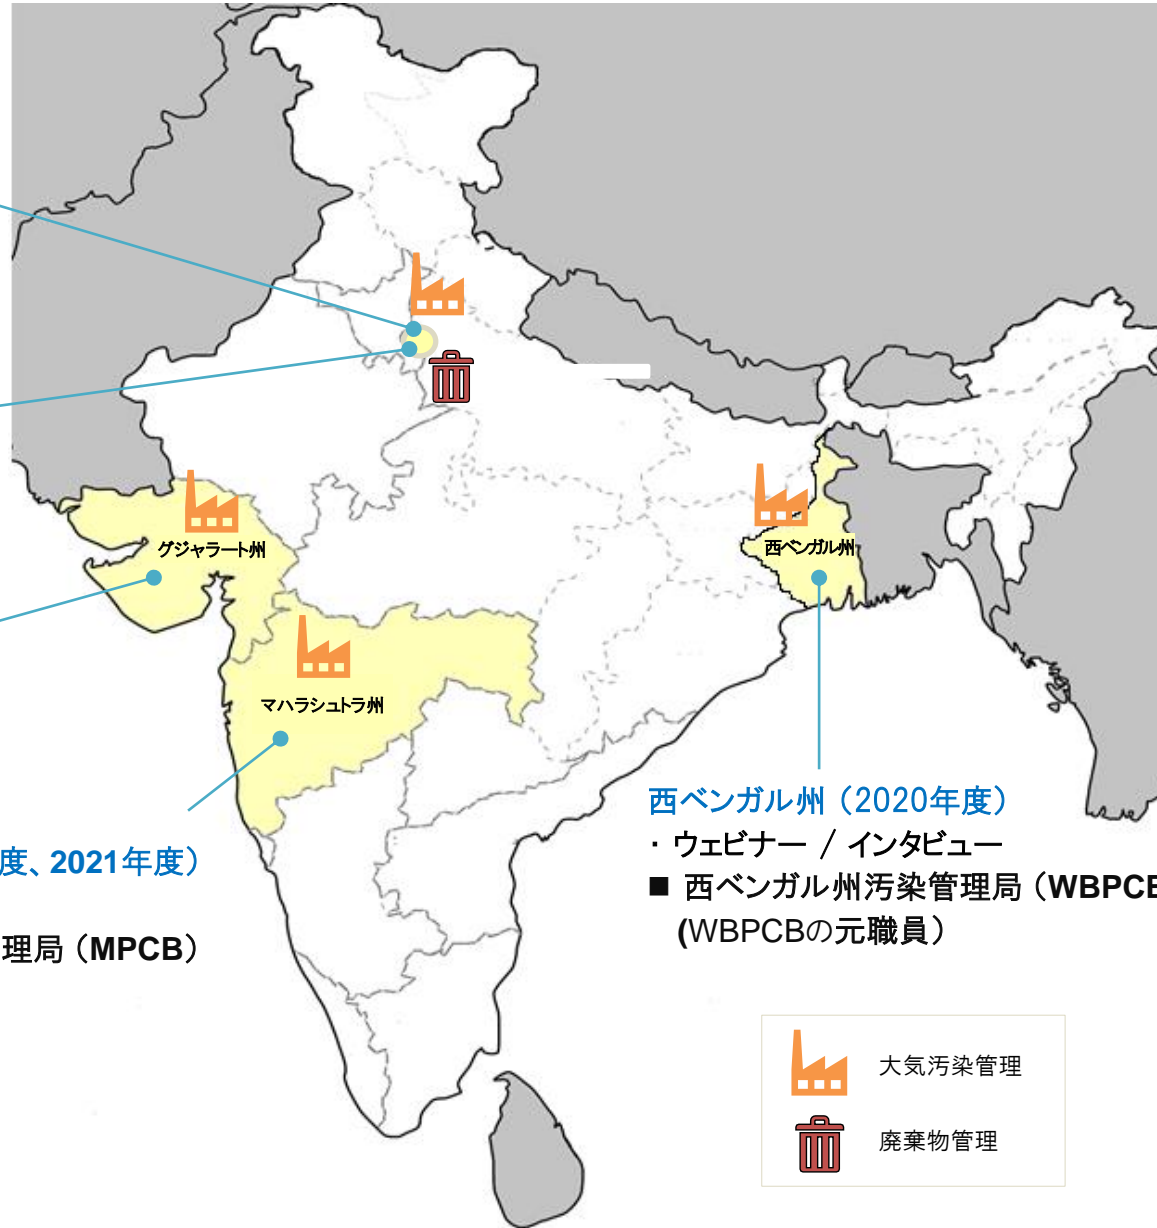 グジャラート州
西ベンガル州
マハラシュトラ州
西ベンガル州（2020年度）
・ウェビナー / インタビュー
■ 西ベンガル州汚染管理局（WBPCB
(WBPCBの元職員）
度、2021年度）
理局（MPCB）
大気汚染管理
廃棄物管理